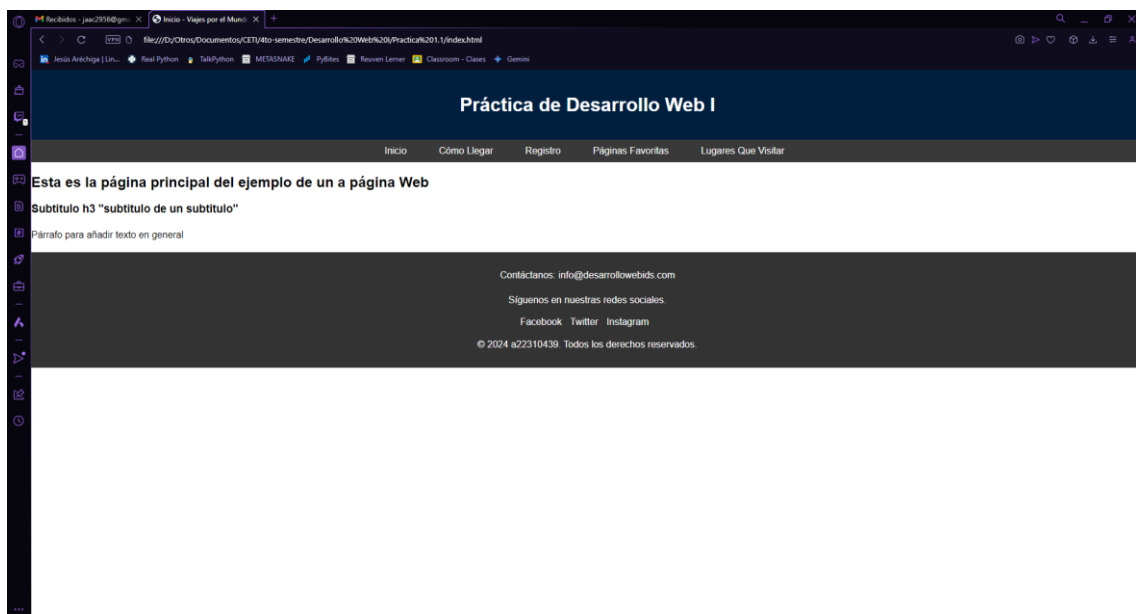 Recibidos - jaac2956@gm
Inicio - Viajes por el Mund
VPN
file:///D:/Otros/Documentos/CETI/4to-semestre/Desarrollo%20Web%20I/Practica%201.1/index.html
Jesús Aréchiga | Lin... Real Python TalkPython METASNAKE PyBites Reuven Lerner Classroom - Clases Gemini
Práctica de Desarrollo Web I
Inicio Cómo Llegar Registro Páginas Favoritas Lugares Que Visitar
Esta es la página principal del ejemplo de un a página Web
Subtitulo h3 "subtitulo de un subtitulo"
Párrafo para añadir texto en general
Contáctanos: info@desarrollowebids.com
Síguenos en nuestras redes sociales.
Facebook Twitter Instagram
© 2024 a22310439. Todos los derechos reservados.